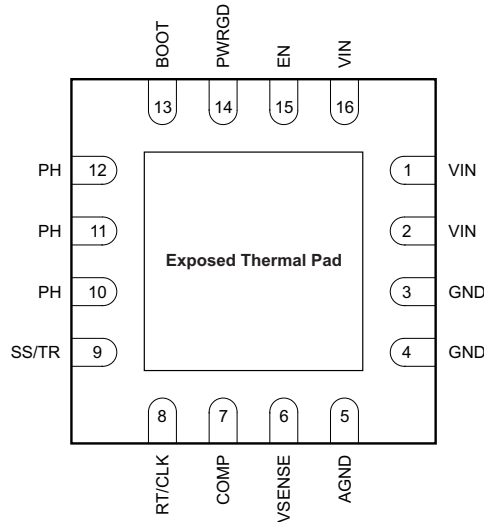 BOOT
PWRGD
EN
VIN
13
14
15
16
PH 12
1 VIN
PH 11
2 VIN
Exposed Thermal Pad
PH 10
3 GND
SS/TR 9
4 GND
8
7
6
5
RT/CLK
COMP
VSENSE
AGND